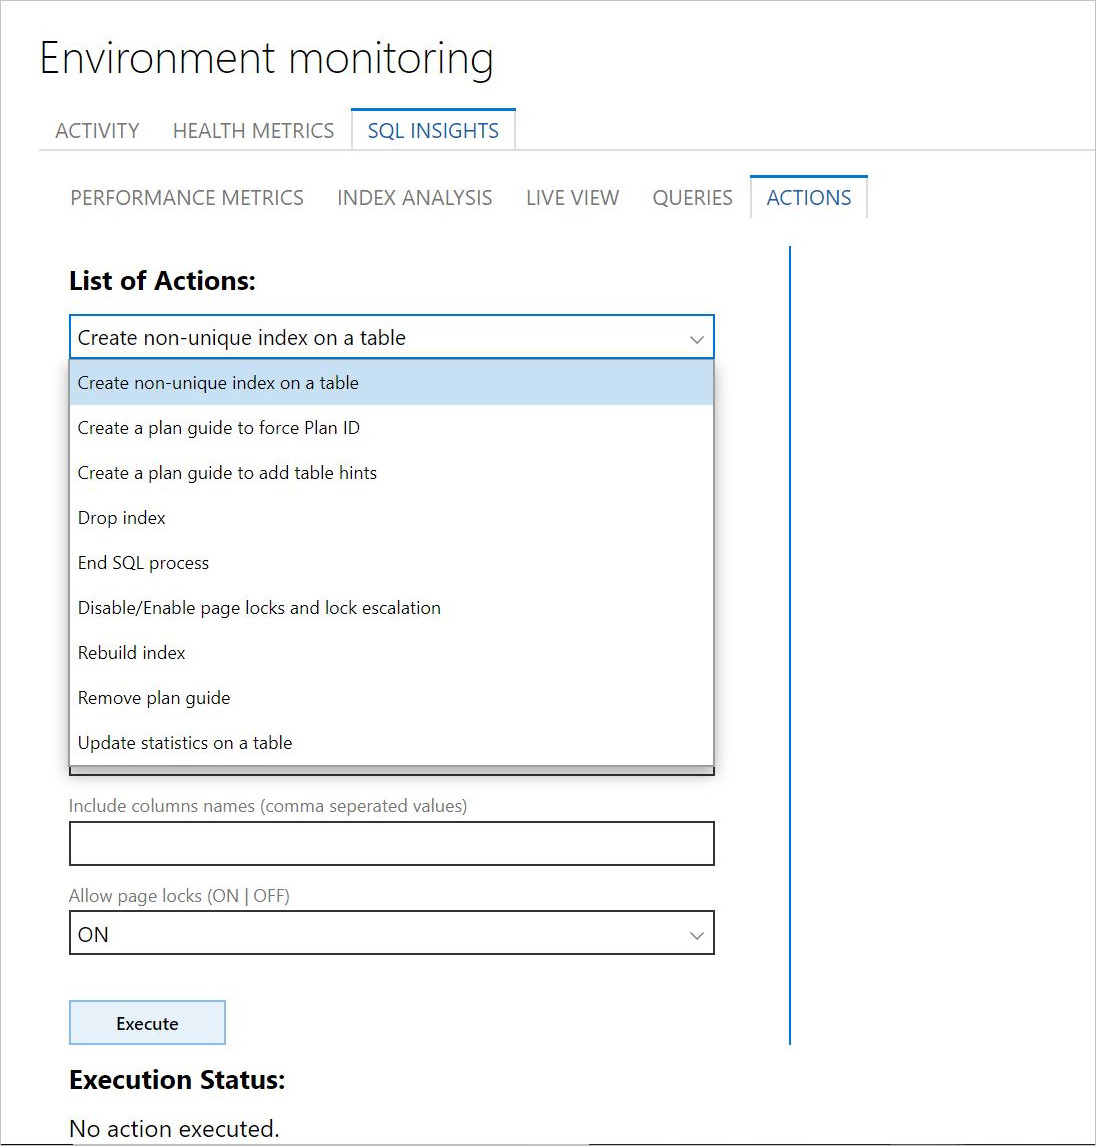 Environment monitoring
ACTIVITY HEALTH METRICS SQL INSIGHTS
PERFORMANCE METRICS INDEX ANALYSIS LIVE VIEW QUERIES ACTIONS
List of Actions:
Create non-unique index on a table
Create non-unique index on a table
Create a plan guide to force Plan ID
Create a plan guide to add table hints
Drop index
End SQL process
Disable/Enable page locks and lock escalation
Rebuild index
Remove plan guide
Update statistics on a table
Include columns names (comma seperated values)
Allow page locks (ON | OFF)
ON
Execute
Execution Status:
No action executed.